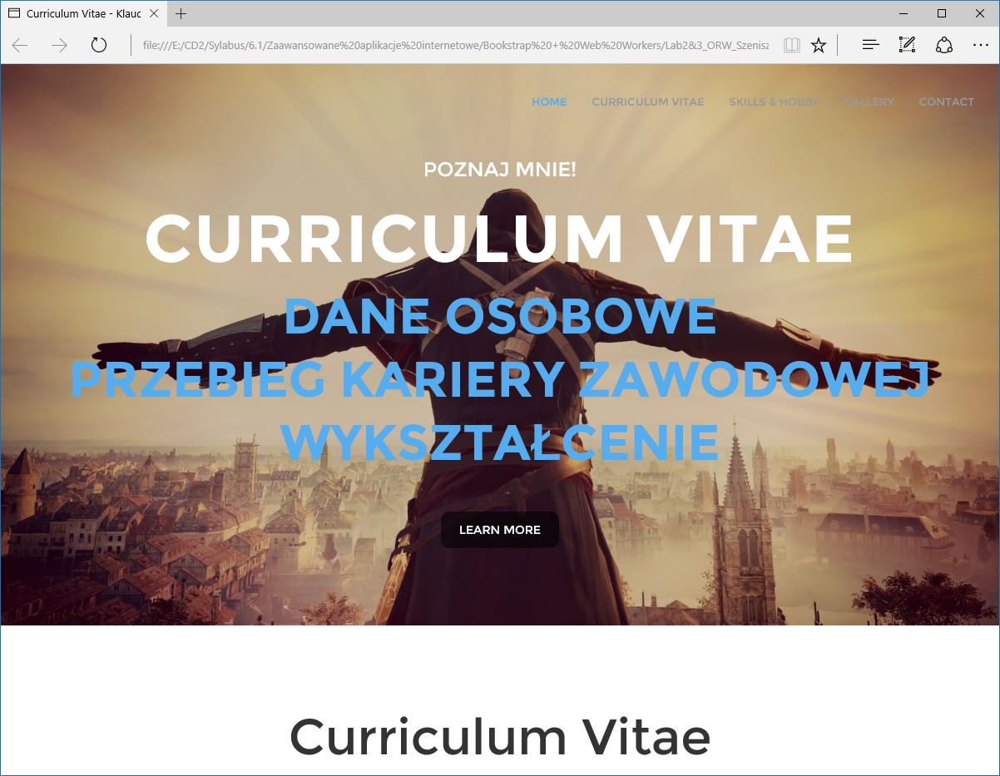 Curriculum Vitae - Klauc
file:///E:/CD2/Sylabus/6.1/Zaawansowane%20aplikacje%20internetowe/Bookstrap%20+%20Web%20Workers/Lab2&3_ORW_Szenisz
HOME CURRICULUM VITAE SKILLS & HOBBY GALLERY CONTACT
POZNAJ MNIE!
CURRICULUM VITAE
DANE OSOBOWE
PRZEBIEG KARIERY ZAWODOWEJ
WYKSZTAŁCENIE
LEARN MORE
Curriculum Vitae